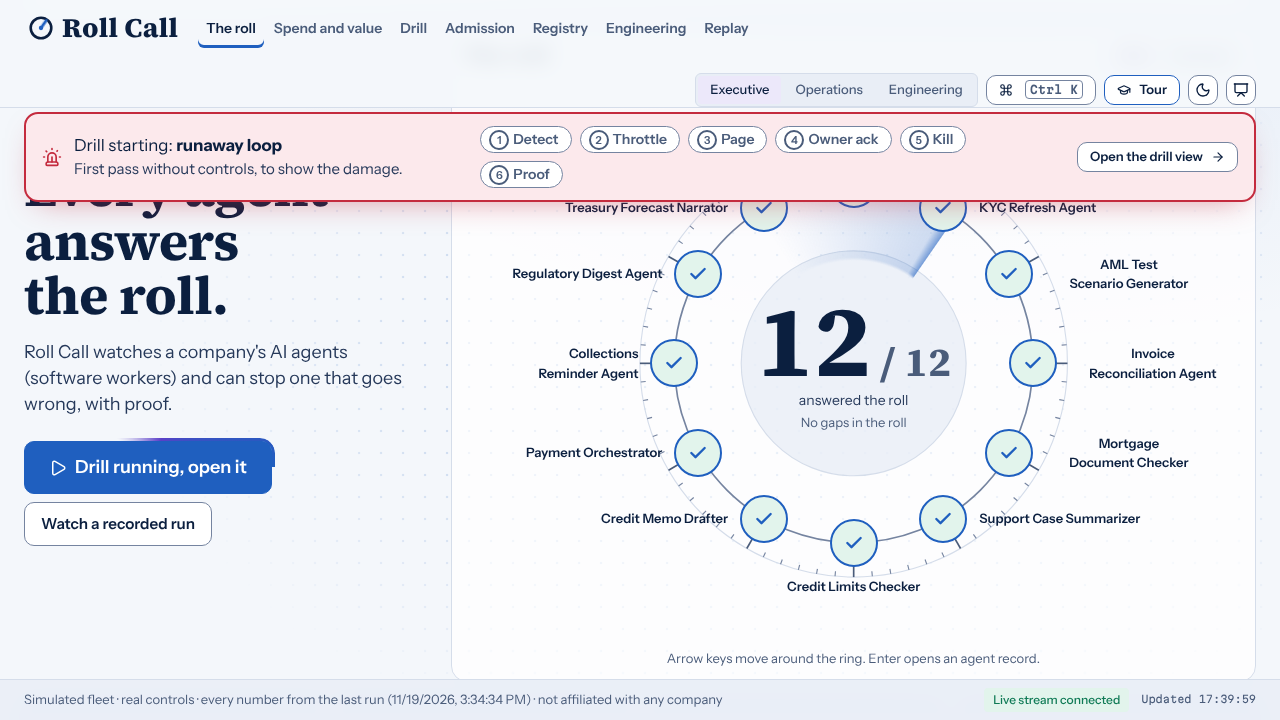 Roll Call
The roll
Spend and value
Drill
Admission
Registry
Engineering
Replay
Executive
Operations
Engineering
⌘ Ctrl K
Tour
Drill starting: runaway loop
First pass without controls, to show the damage.
1 Detect
2 Throttle
3 Page
4 Owner ack
5 Kill
6 Proof
Open the drill view →
Every agent
answers
the roll.
Roll Call watches a company's AI agents
(software workers) and can stop one that goes
wrong, with proof.
Drill running, open it
Watch a recorded run
Treasury Forecast Narrator
KYC Refresh Agent
Regulatory Digest Agent
AML Test
Scenario Generator
Collections
Reminder Agent
12 / 12
answered the roll
No gaps in the roll
Invoice
Reconciliation Agent
Payment Orchestrator
Mortgage
Document Checker
Credit Memo Drafter
Support Case Summarizer
Credit Limits Checker
Arrow keys move around the ring. Enter opens an agent record.
Simulated fleet · real controls · every number from the last run (11/19/2026, 3:34:34 PM) · not affiliated with any company
Live stream connected
Updated 17:39:59